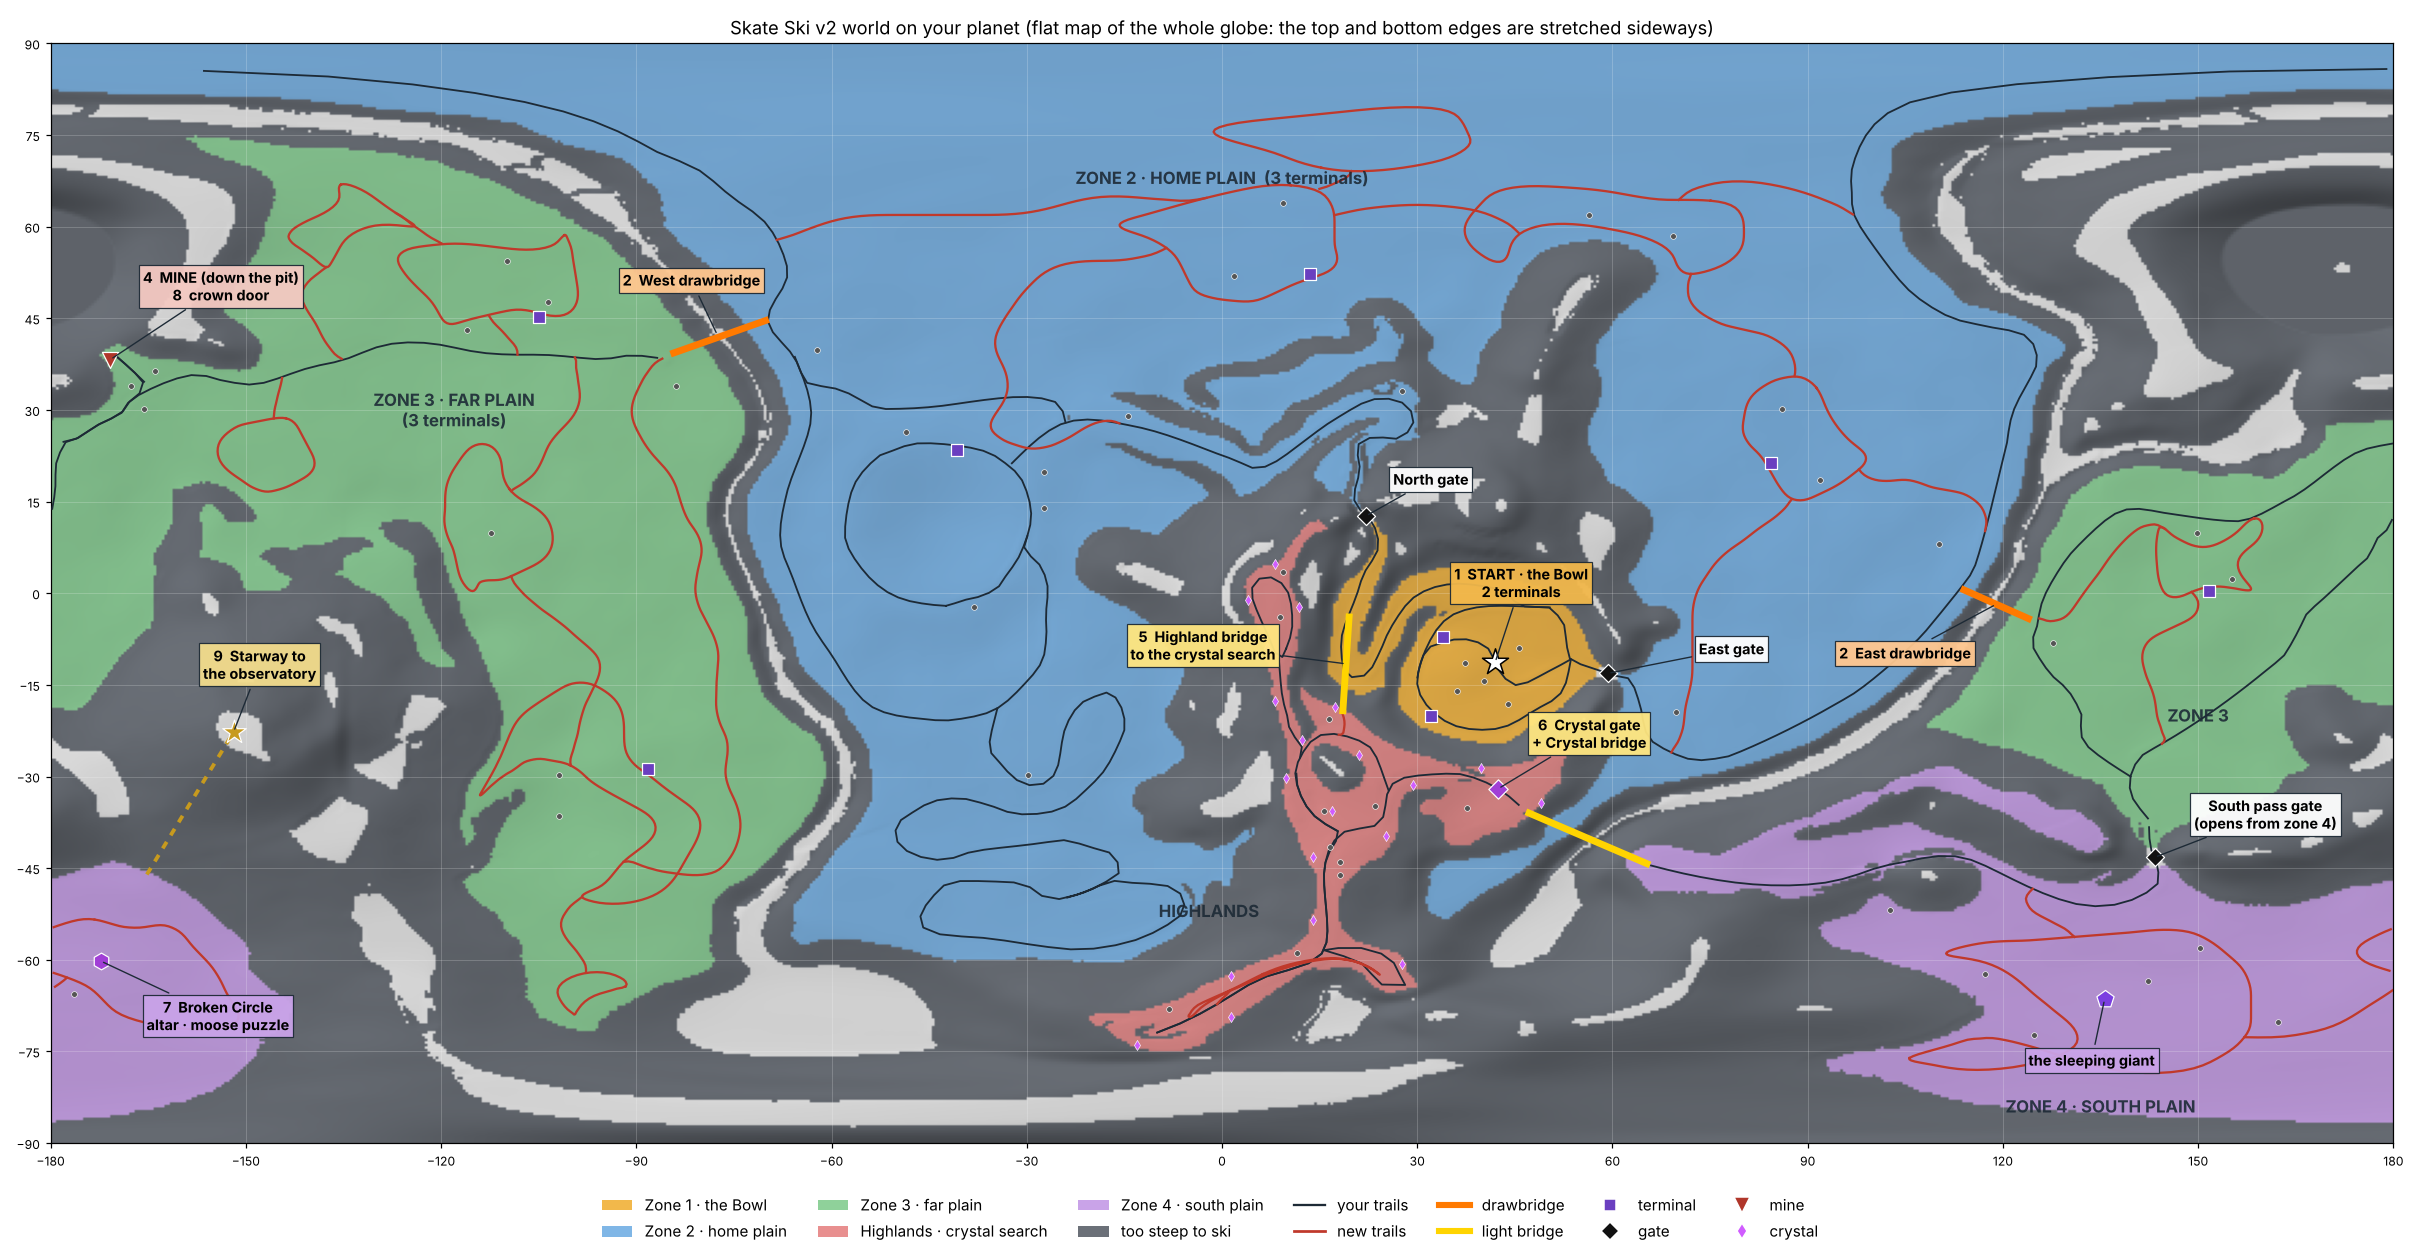 Skate Ski v2 world on your planet (flat map of the whole globe: the top and bottom edges are stretched sideways)
90
75
60
45
30
15
0
−15
−30
−45
−60
−75
−90
ZONE 2 · HOME PLAIN (3 terminals)
4 MINE (down the pit)
8 crown door
2 West drawbridge
ZONE 3 · FAR PLAIN
(3 terminals)
North gate
1 START · the Bowl
2 terminals
5 Highland bridge
to the crystal search
East gate
2 East drawbridge
9 Starway to
the observatory
6 Crystal gate
+ Crystal bridge
ZONE 3
South pass gate
(opens from zone 4)
HIGHLANDS
7 Broken Circle
altar · moose puzzle
the sleeping giant
ZONE 4 · SOUTH PLAIN
−180
−150
−120
−90
−60
−30
0
30
60
90
120
150
180
Zone 1 · the Bowl
Zone 2 · home plain
Zone 3 · far plain
Highlands · crystal search
Zone 4 · south plain
too steep to ski
your trails
new trails
drawbridge
light bridge
terminal
gate
mine
crystal